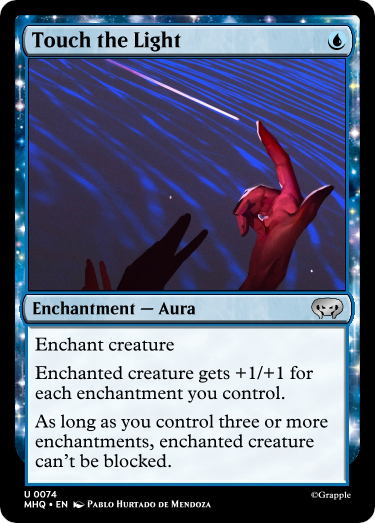 Touch the Light
Enchantment — Aura
Enchant creature
Enchanted creature gets +1/+1 for
each enchantment you control.
As long as you control three or more
enchantments, enchanted creature
can't be blocked.
U 0074
MHQ • EN Pablo Hurtado de Mendoza
©Grapple